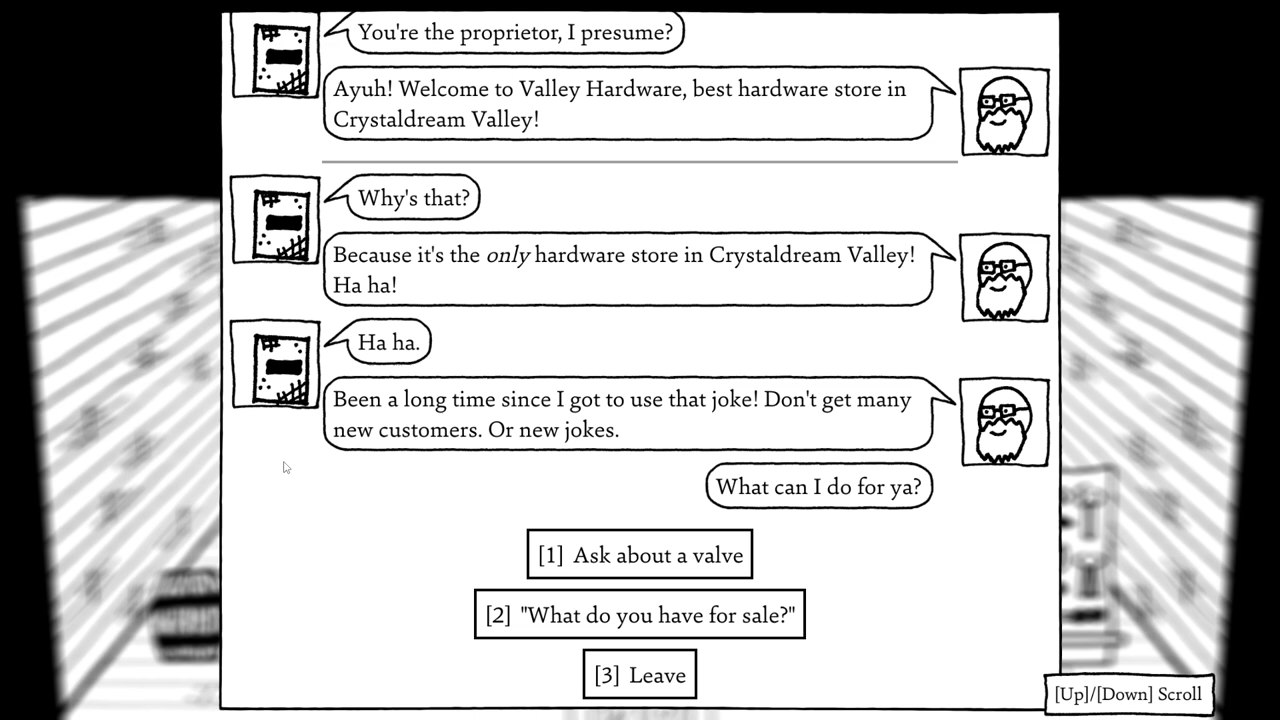 You're the proprietor, I presume?
Ayuh! Welcome to Valley Hardware, best hardware store in
Crystaldream Valley!
Why's that?
Because it's the only hardware store in Crystaldream Valley!
Ha ha!
Ha ha.
Been a long time since I got to use that joke! Don't get many
new customers. Or new jokes.
What can I do for ya?
[1] Ask about a valve
[2] "What do you have for sale?"
[3] Leave
[Up]/[Down] Scroll